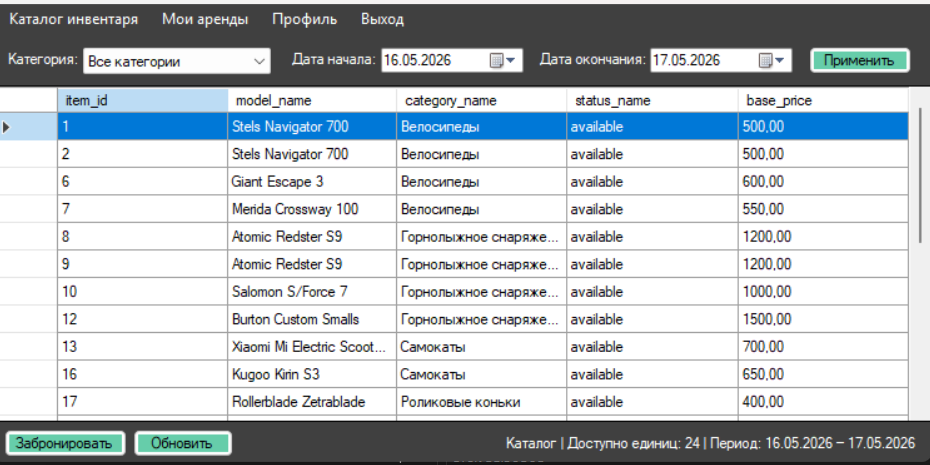 Каталог инвентаря Мои аренды Профиль Выход
Категория: Все категории Дата начала: 16.05.2026 Дата окончания: 17.05.2026 Применить
item_id model_name category_name status_name base_price
1 Stels Navigator 700 Велосипеды available 500,00
2 Stels Navigator 700 Велосипеды available 500,00
6 Giant Escape 3 Велосипеды available 600,00
7 Merida Crossway 100 Велосипеды available 550,00
8 Atomic Redster S9 Горнолыжное снаряже... available 1200,00
9 Atomic Redster S9 Горнолыжное снаряже... available 1200,00
10 Salomon S/Force 7 Горнолыжное снаряже... available 1000,00
12 Burton Custom Smalls Горнолыжное снаряже... available 1500,00
13 Xiaomi Mi Electric Scoot... Самокаты available 700,00
16 Kugoo Kirin S3 Самокаты available 650,00
17 Rollerblade Zetrablade Роликовые коньки available 400,00
Забронировать Обновить Каталог | Доступно единиц: 24 | Период: 16.05.2026 – 17.05.2026